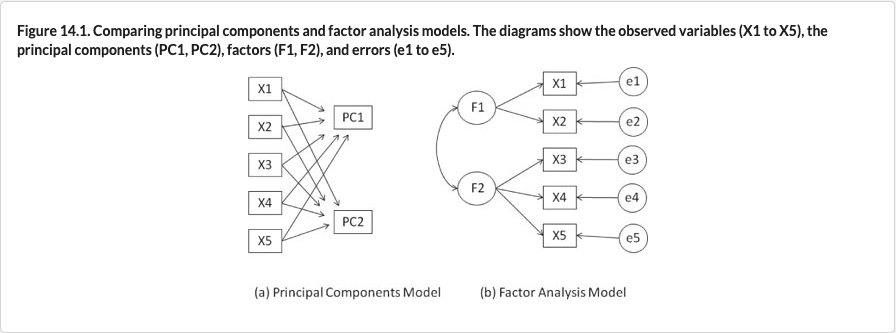 Figure 14.1. Comparing principal components and factor analysis models. The diagrams show the observed variables (X1 to X5), the
principal components (PC1, PC2), factors (F1, F2), and errors (e1 to e5).
X1
X2
X3
X4
X5
PC1
PC2
F1
F2
X1
X2
X3
X4
X5
e1
e2
e3
e4
e5
(a) Principal Components Model
(b) Factor Analysis Model